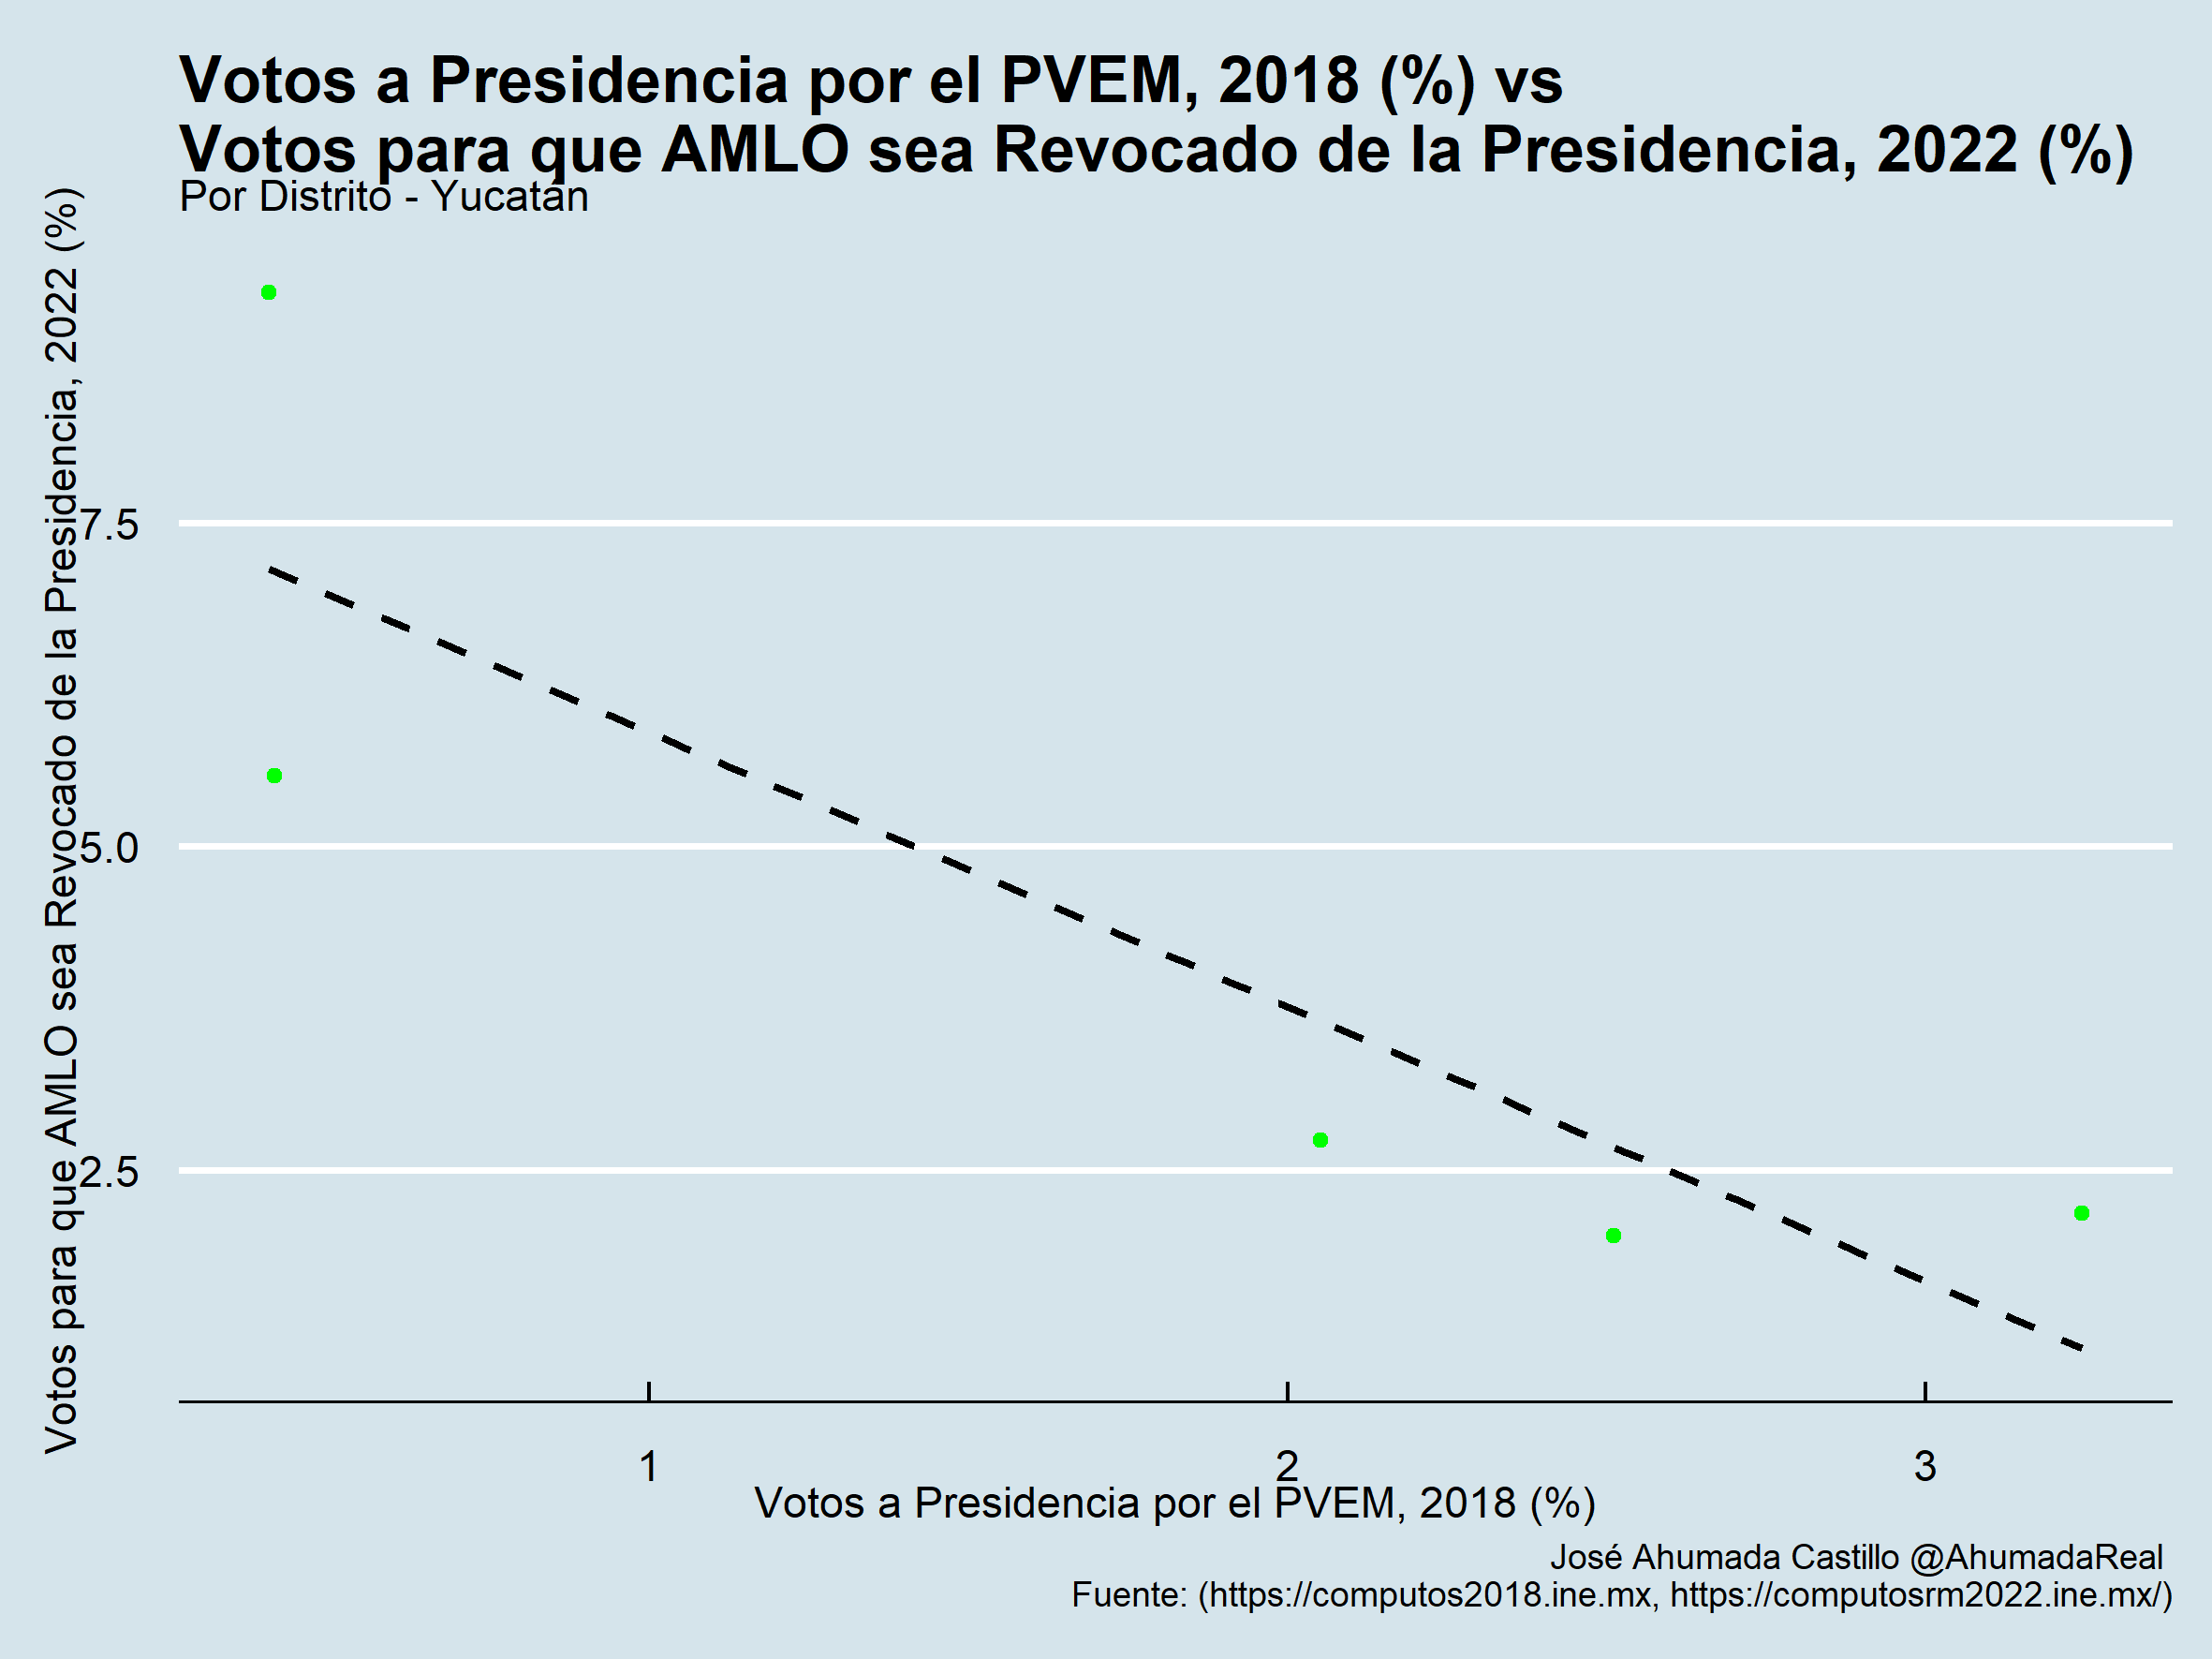 Votos a Presidencia por el PVEM, 2018 (%) vs
Votos para que AMLO sea Revocado de la Presidencia, 2022 (%)
Por Distrito - Yucatán
Votos para que AMLO sea Revocado de la Presidencia, 2022 (%)
7.5
5.0
2.5
1 2 3
Votos a Presidencia por el PVEM, 2018 (%)
José Ahumada Castillo @AhumadaReal
Fuente: (https://computos2018.ine.mx, https://computosrm2022.ine.mx/)